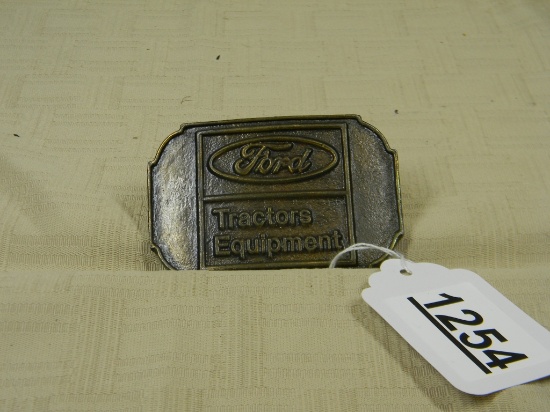 Ford
Tractors
Equipment
1254